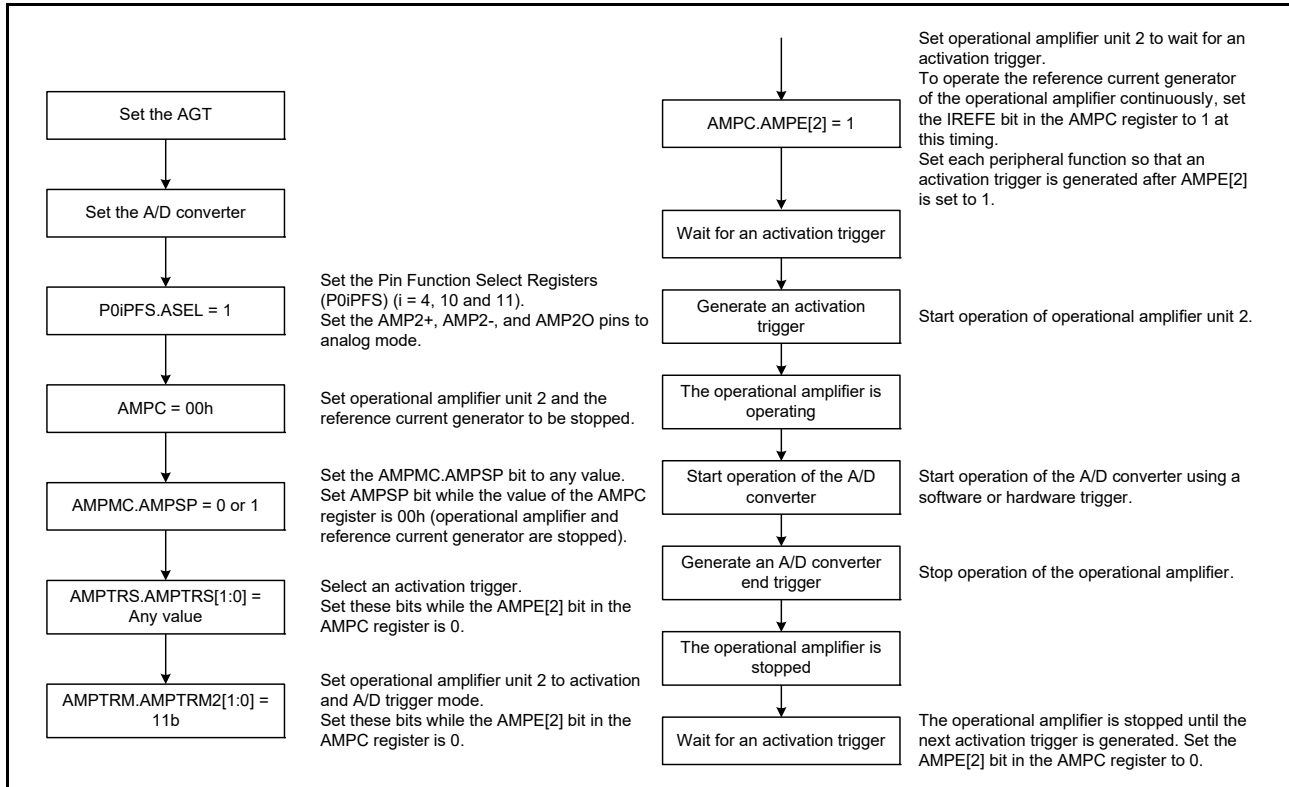 Set the AGT
Set the A/D converter
P0iPFS.ASEL = 1
Set the Pin Function Select Registers
(P0iPFS) (i = 4, 10 and 11).
Set the AMP2+, AMP2-, and AMP2O pins to
analog mode.
AMPC = 00h
Set operational amplifier unit 2 and the
reference current generator to be stopped.
AMPMC.AMPSP = 0 or 1
Set the AMPMC.AMPSP bit to any value.
Set AMPSP bit while the value of the AMPC
register is 00h (operational amplifier and
reference current generator are stopped).
AMPTRS.AMPTRS[1:0] =
Any value
Select an activation trigger.
Set these bits while the AMPE[2] bit in the
AMPC register is 0.
AMPTRM.AMPTRM2[1:0] =
11b
Set operational amplifier unit 2 to activation
and A/D trigger mode.
Set these bits while the AMPE[2] bit in the
AMPC register is 0.
AMPC.AMPE[2] = 1
Set operational amplifier unit 2 to wait for an
activation trigger.
To operate the reference current generator
of the operational amplifier continuously, set
the IREFE bit in the AMPC register to 1 at
this timing.
Set each peripheral function so that an
activation trigger is generated after AMPE[2]
is set to 1.
Wait for an activation trigger
Generate an activation
trigger
Start operation of operational amplifier unit 2.
The operational amplifier is
operating
Start operation of the A/D
converter
Start operation of the A/D converter using a
software or hardware trigger.
Generate an A/D converter
end trigger
Stop operation of the operational amplifier.
The operational amplifier is
stopped
Wait for an activation trigger
The operational amplifier is stopped until the
next activation trigger is generated. Set the
AMPE[2] bit in the AMPC register to 0.